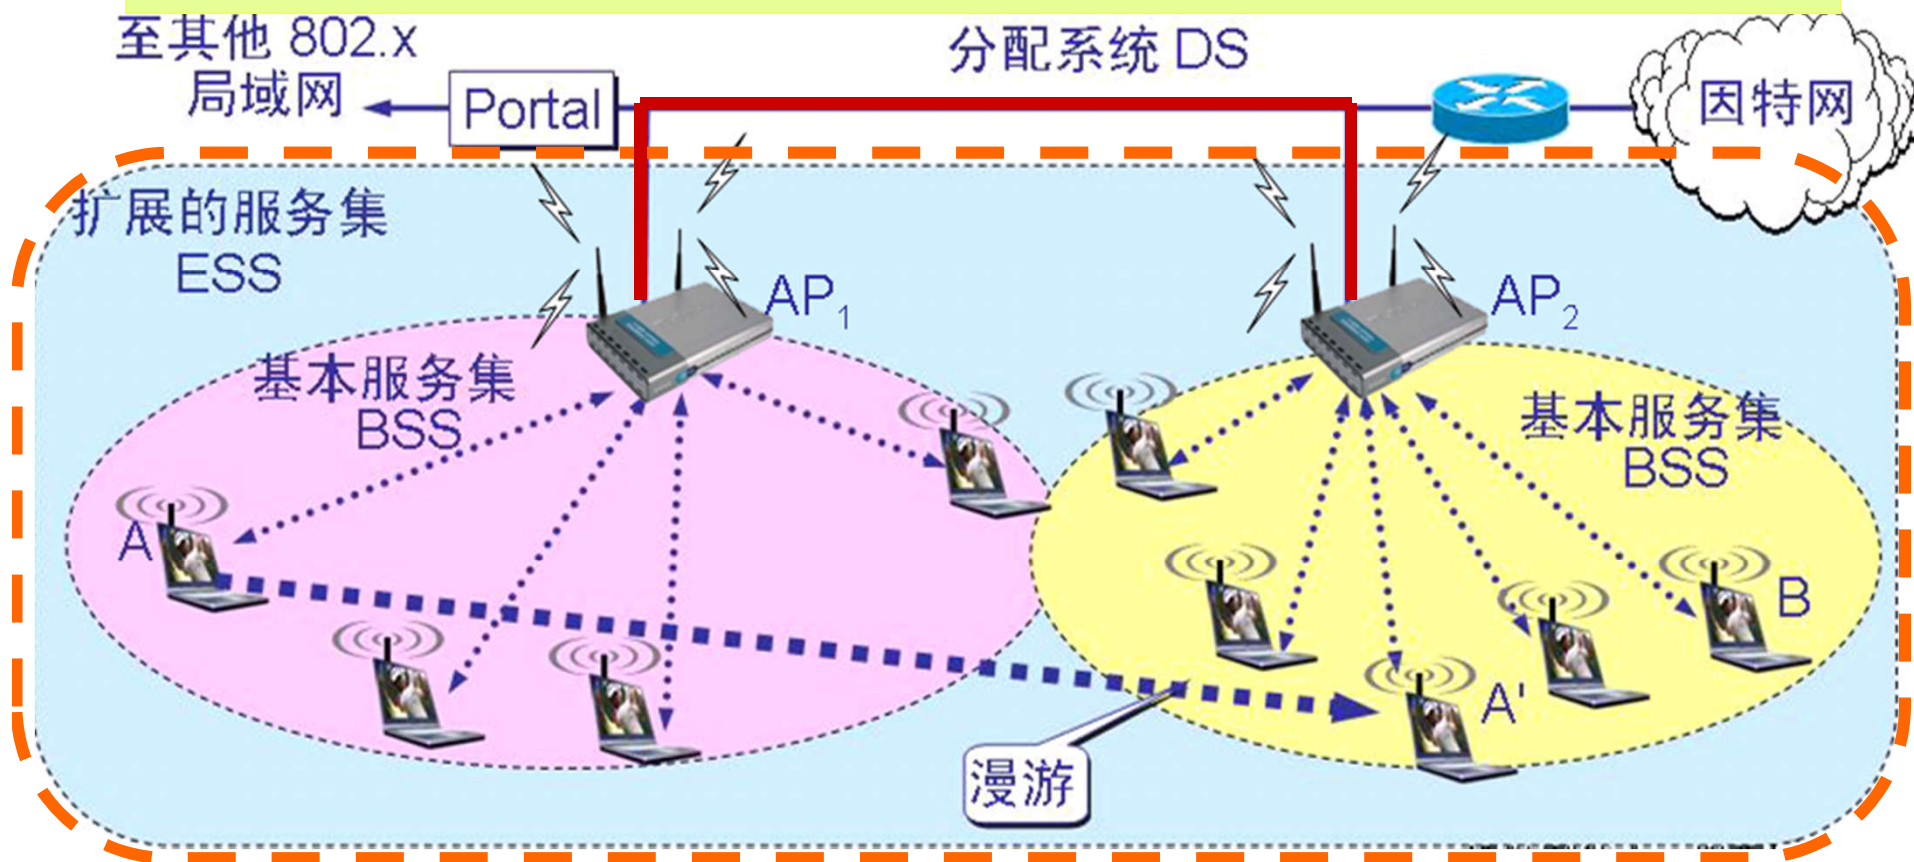 至其他 802.x
局域网
Portal
分配系统 DS
因特网
扩展的服务集
ESS
AP1
AP2
基本服务集
BSS
基本服务集
BSS
A
B
A'
漫游